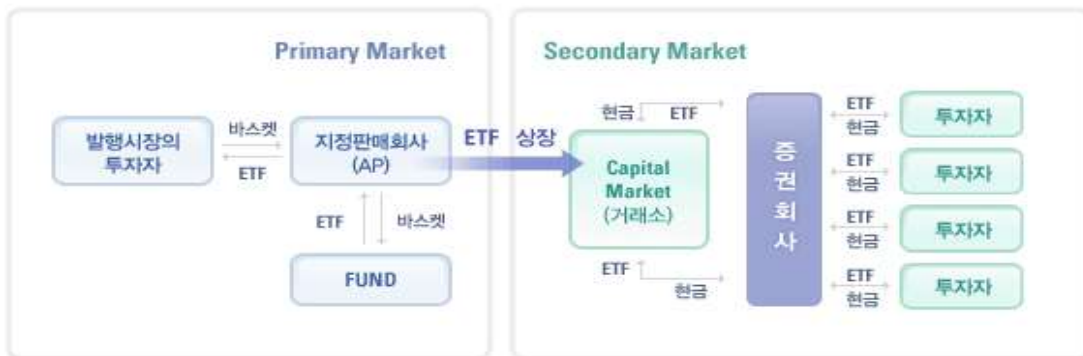 Primary Market
발행시장의
투자자
바스켓
ETF
지정판매회사
(AP)
ETF
바스켓
FUND
ETF 상장
Secondary Market
현금
ETF
Capital
Market
(거래소)
ETF
현금
증
권
회
사
ETF
현금
투자자
ETF
현금
투자자
ETF
현금
투자자
ETF
현금
투자자